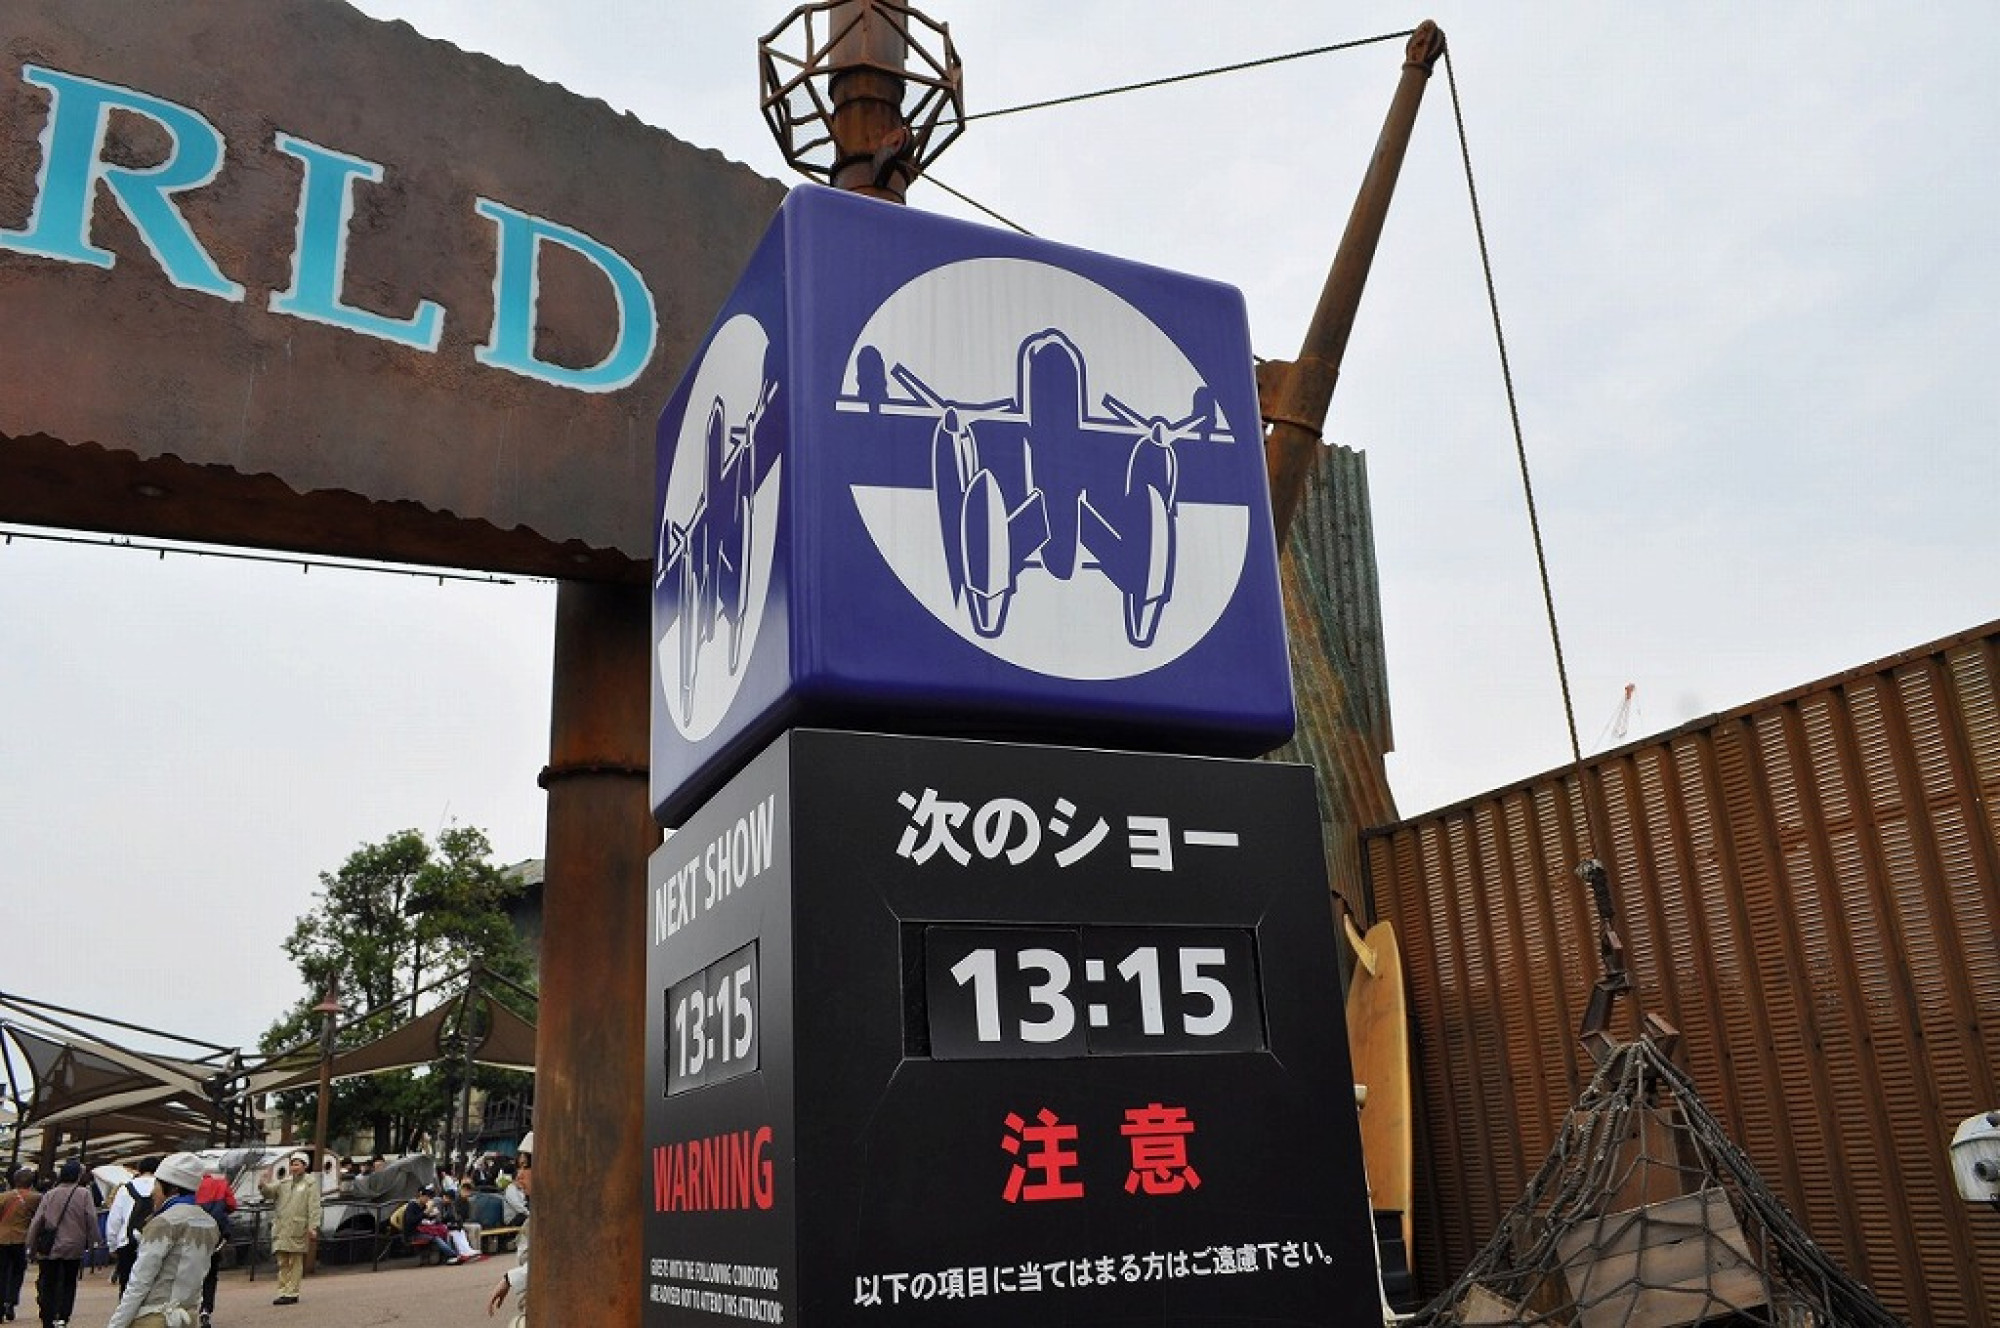 RLD
NEXT SHOW
13:15
WARNING
GUESTS WITH THE FOLLOWING CONDITIONS
ARE ADVISED NOT TO ATTEND THIS ATTRACTION:
次のショー
13:15
注意
以下の項目に当てはまる方はご遠慮下さい。